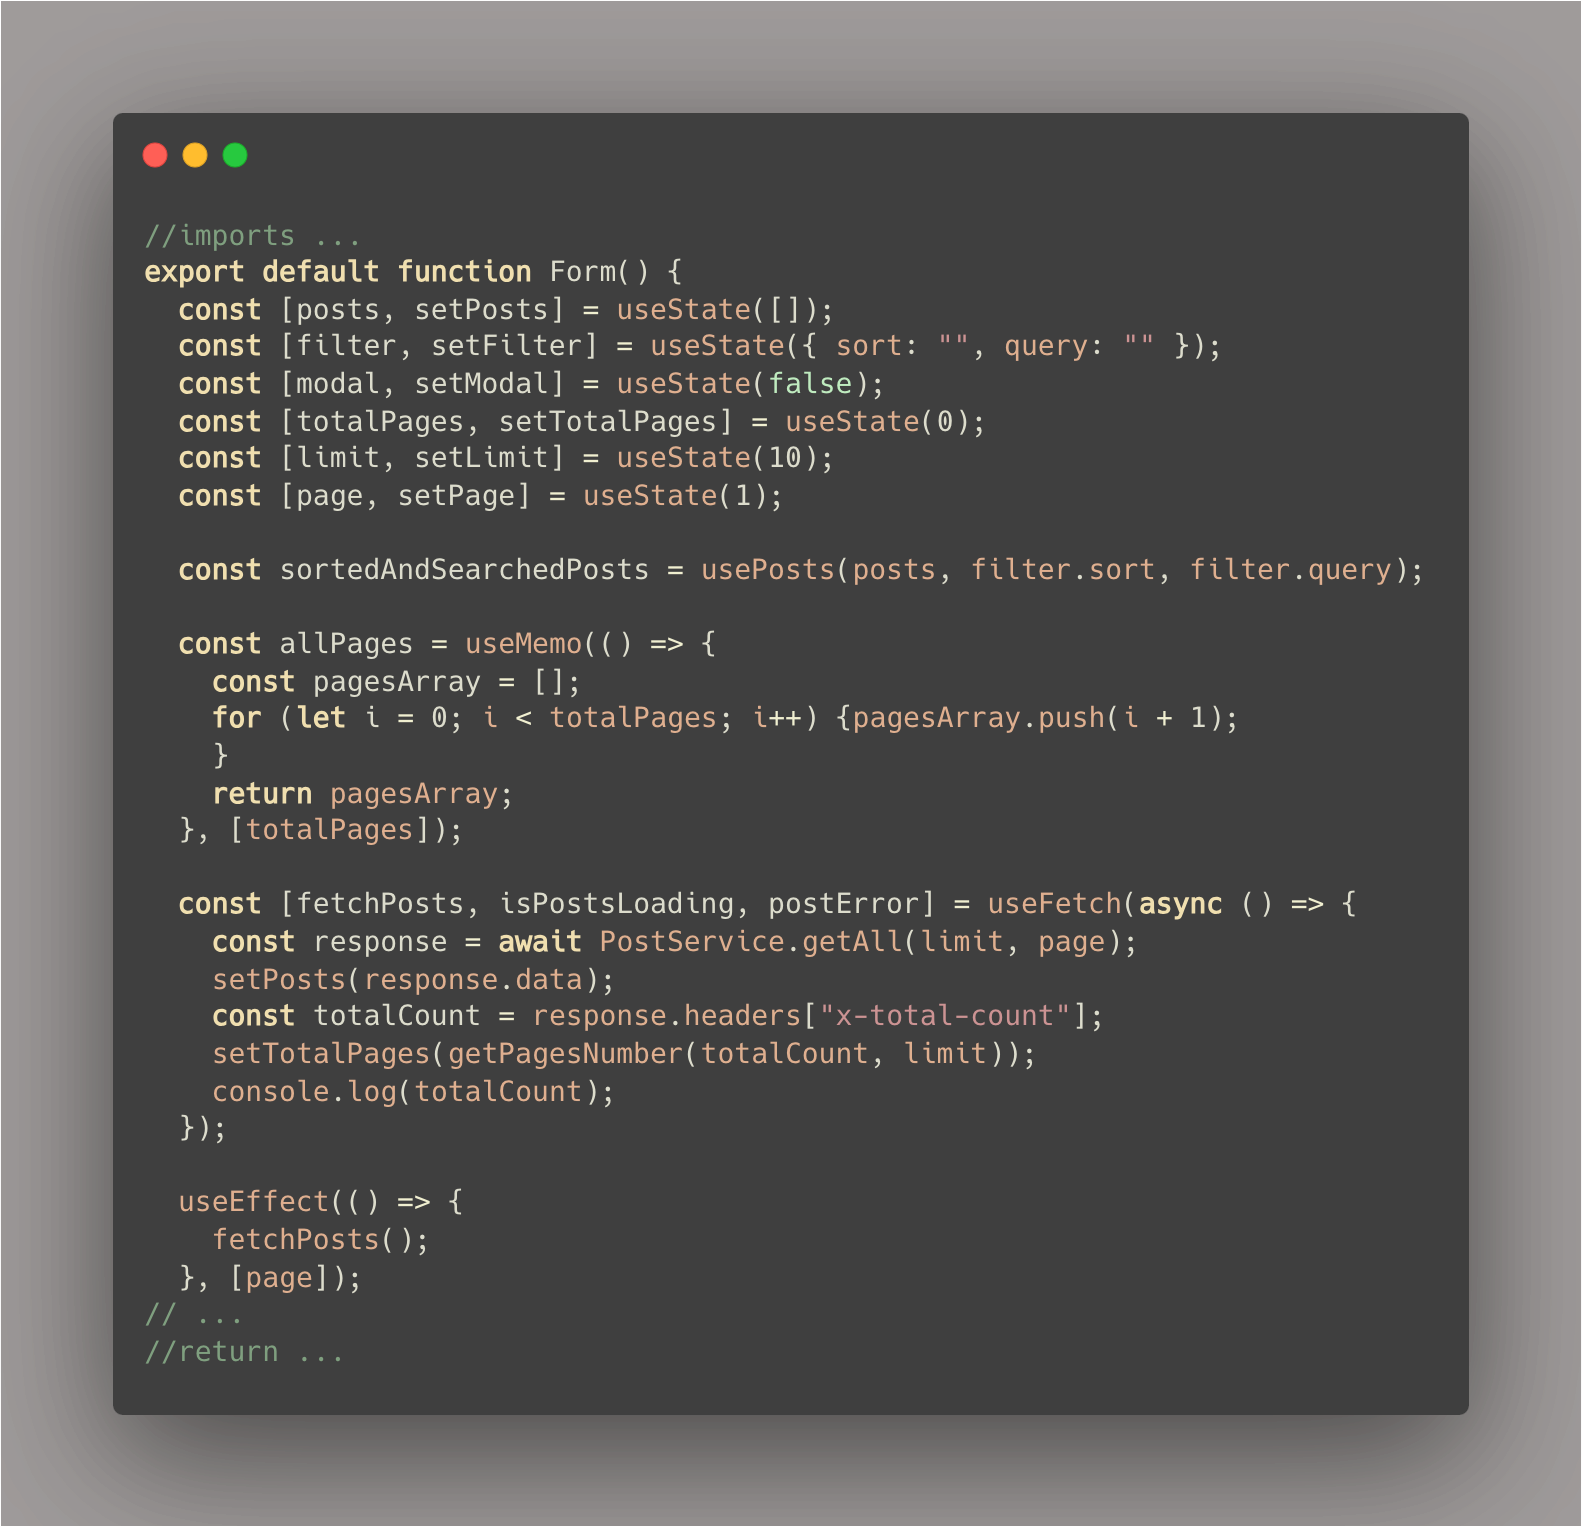 //imports ...
export default function Form() {
  const [posts, setPosts] = useState([]);
  const [filter, setFilter] = useState({ sort: "", query: "" });
  const [modal, setModal] = useState(false);
  const [totalPages, setTotalPages] = useState(0);
  const [limit, setLimit] = useState(10);
  const [page, setPage] = useState(1);

  const sortedAndSearchedPosts = usePosts(posts, filter.sort, filter.query);

  const allPages = useMemo(() => {
    const pagesArray = [];
    for (let i = 0; i < totalPages; i++) {pagesArray.push(i + 1);
    }
    return pagesArray;
  }, [totalPages]);

  const [fetchPosts, isPostsLoading, postError] = useFetch(async () => {
    const response = await PostService.getAll(limit, page);
    setPosts(response.data);
    const totalCount = response.headers["x-total-count"];
    setTotalPages(getPagesNumber(totalCount, limit));
    console.log(totalCount);
  });

  useEffect(() => {
    fetchPosts();
  }, [page]);
// ...
//return ...